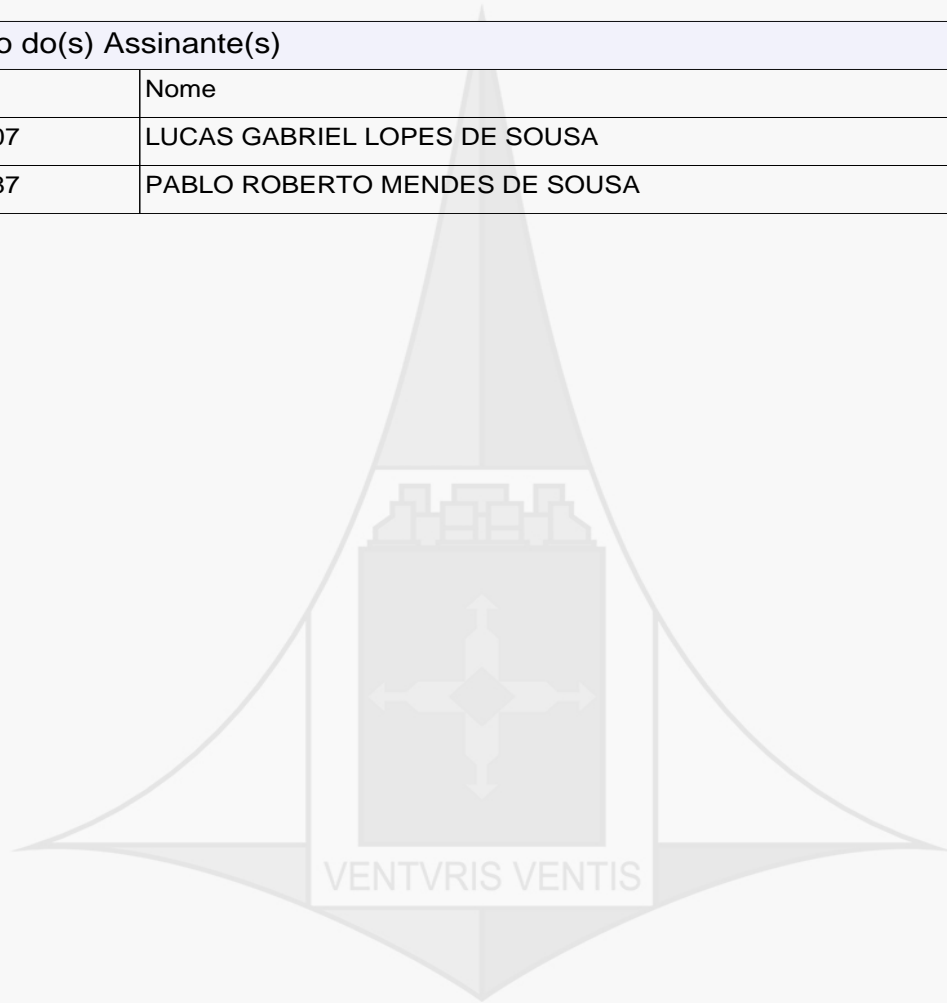 o do(s) Assinante(s)
Nome
07 LUCAS GABRIEL LOPES DE SOUSA
37 PABLO ROBERTO MENDES DE SOUSA
VENTVRIS VENTIS